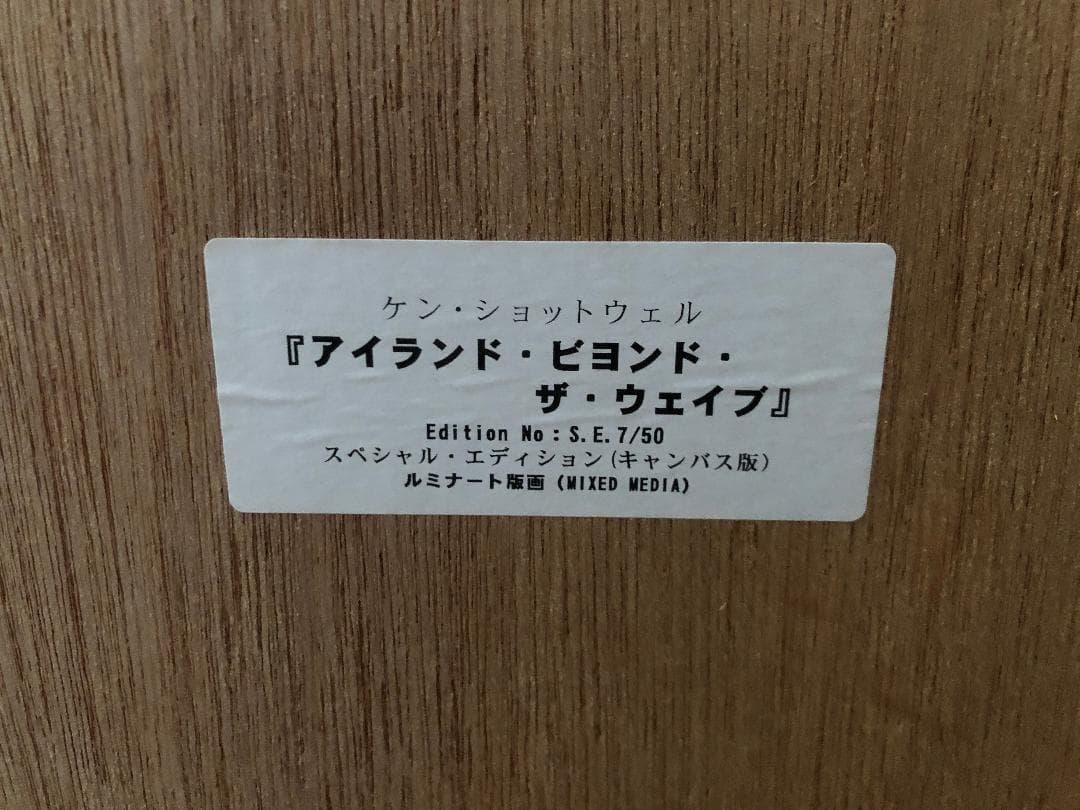 ケン・ショットウェル
『アイランド・ビヨンド・
ザ・ウェイブ』
Edition No：S.E.7/50
スペシャル・エディション(キャンバス版)
ルミナート版画 (MIXED MEDIA)